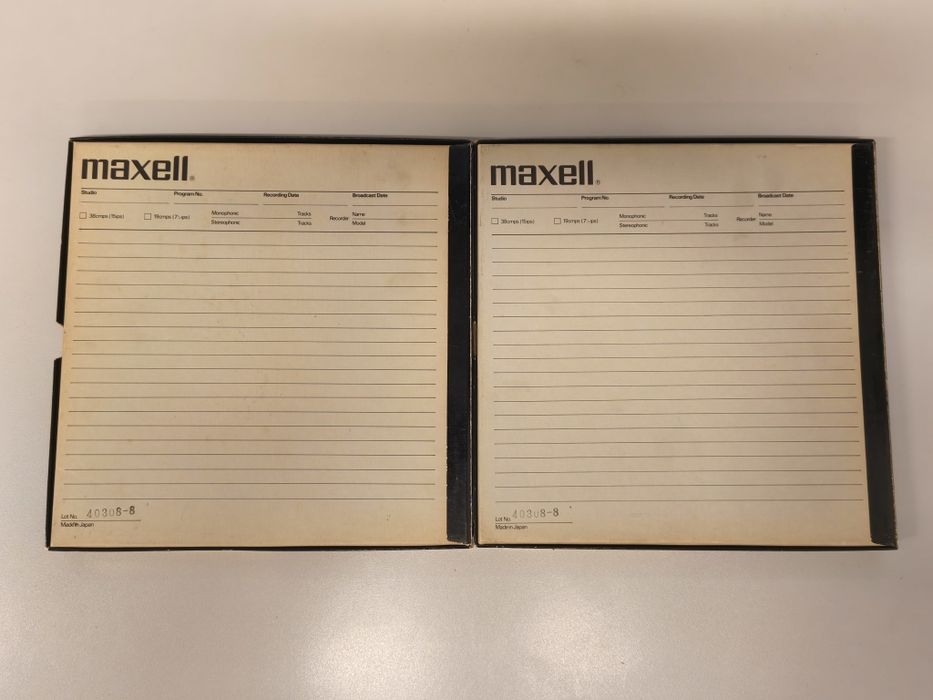 maxell®
Studio Program No. Recording Date Broadcast Date
38cmps (15ips) 19cmps (7½ips) Monophonic Tracks Recorder Name
Stereophonic Tracks Model
Lot No. 40308-8
Made in Japan
maxell®
Studio Program No. Recording Date Broadcast Date
38cmps (15ips) 19cmps (7½ips) Monophonic Tracks Recorder Name
Stereophonic Tracks Model
Lot No. 40308-8
Made in Japan